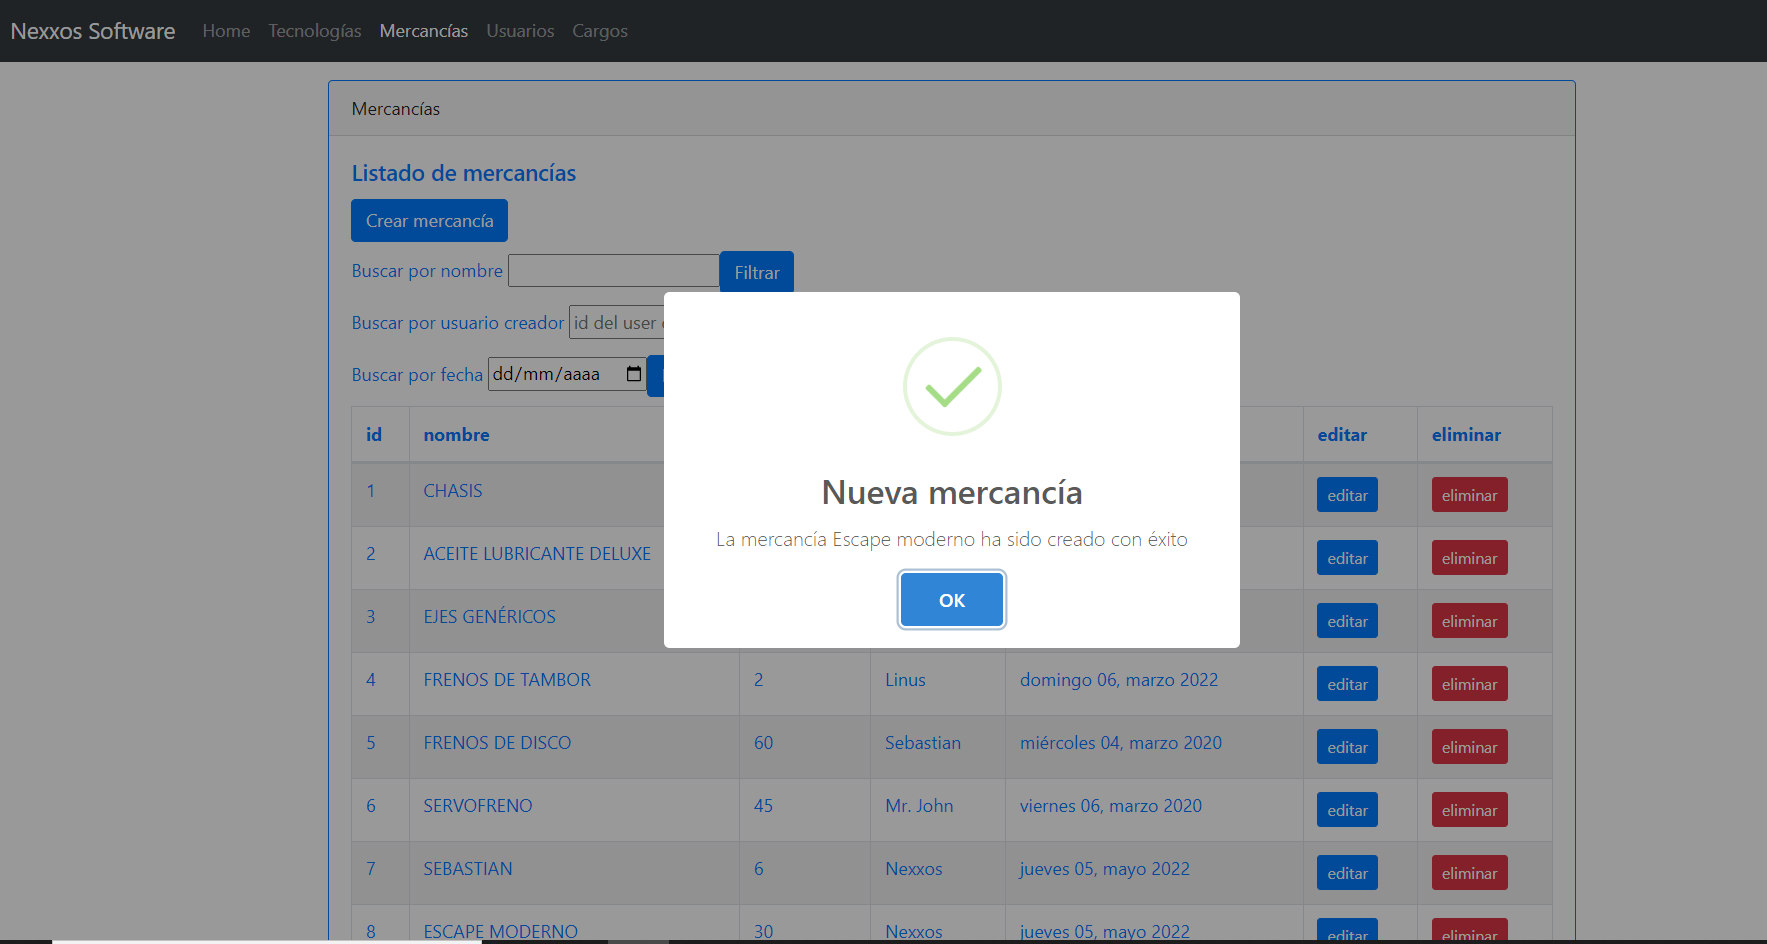 Nexxos Software Home Tecnologías Mercancías Usuarios Cargos
Mercancías
Listado de mercancías
Crear mercancía
Buscar por nombre Filtrar
Buscar por usuario creador id del user
Buscar por fecha dd/mm/aaaa
id nombre editar eliminar
1 CHASIS editar eliminar
2 ACEITE LUBRICANTE DELUXE editar eliminar
3 EJES GENÉRICOS editar eliminar
Nueva mercancía
La mercancía Escape moderno ha sido creado con éxito
OK
4 FRENOS DE TAMBOR 2 Linus domingo 06, marzo 2022 editar eliminar
5 FRENOS DE DISCO 60 Sebastian miércoles 04, marzo 2020 editar eliminar
6 SERVOFRENO 45 Mr. John viernes 06, marzo 2020 editar eliminar
7 SEBASTIAN 6 Nexxos jueves 05, mayo 2022 editar eliminar
8 ESCAPE MODERNO 30 Nexxos jueves 05, mayo 2022 editar eliminar